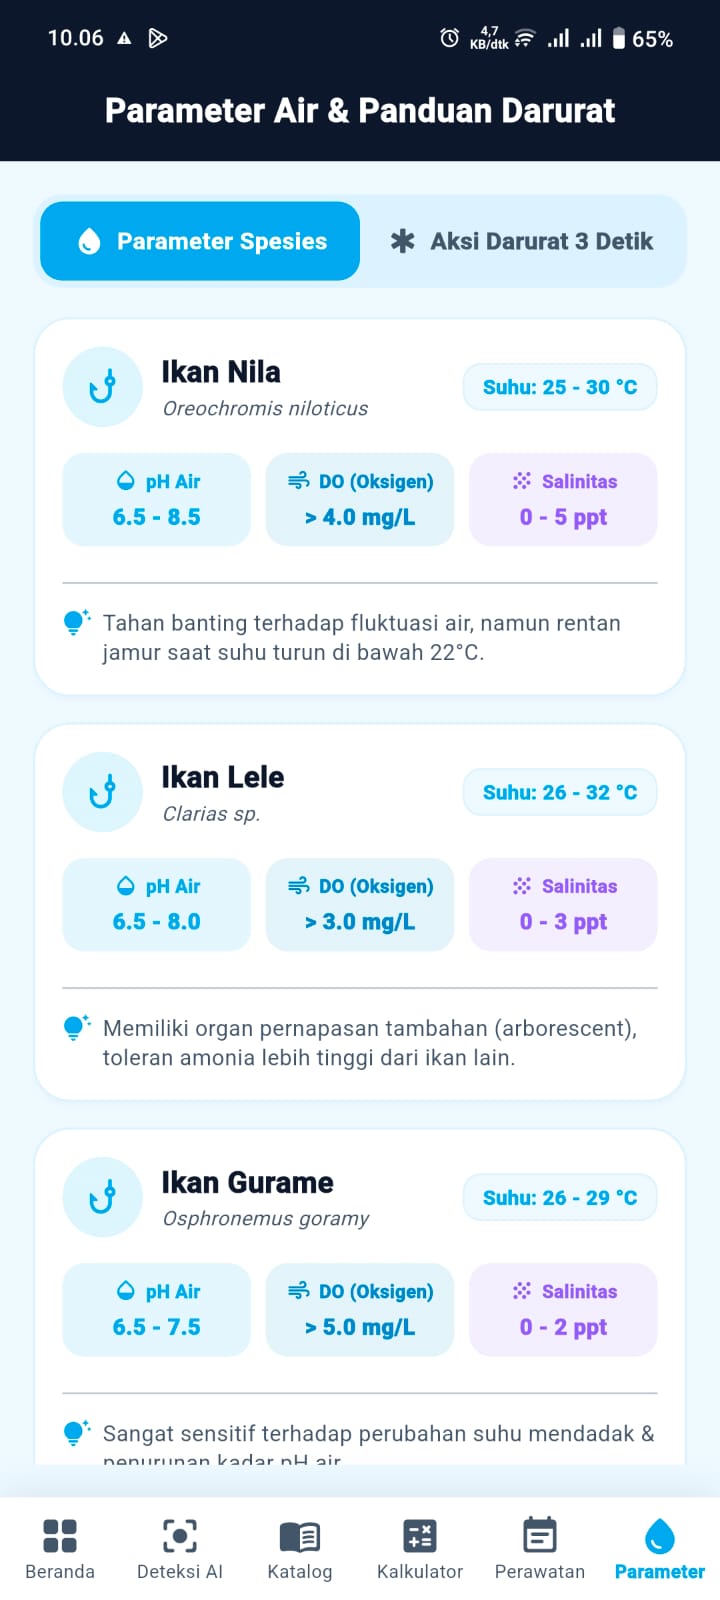 10.06
4,7
KB/dtk
65%
Parameter Air & Panduan Darurat
Parameter Spesies
Aksi Darurat 3 Detik
Ikan Nila
Oreochromis niloticus
Suhu: 25 - 30 °C
pH Air
6.5 - 8.5
DO (Oksigen)
> 4.0 mg/L
Salinitas
0 - 5 ppt
Tahan banting terhadap fluktuasi air, namun rentan
jamur saat suhu turun di bawah 22°C.
Ikan Lele
Clarias sp.
Suhu: 26 - 32 °C
pH Air
6.5 - 8.0
DO (Oksigen)
> 3.0 mg/L
Salinitas
0 - 3 ppt
Memiliki organ pernapasan tambahan (arborescent),
toleran amonia lebih tinggi dari ikan lain.
Ikan Gurame
Osphronemus goramy
Suhu: 26 - 29 °C
pH Air
6.5 - 7.5
DO (Oksigen)
> 5.0 mg/L
Salinitas
0 - 2 ppt
Sangat sensitif terhadap perubahan suhu mendadak &
penurunan kadar pH air.
Beranda
Deteksi AI
Katalog
Kalkulator
Perawatan
Parameter